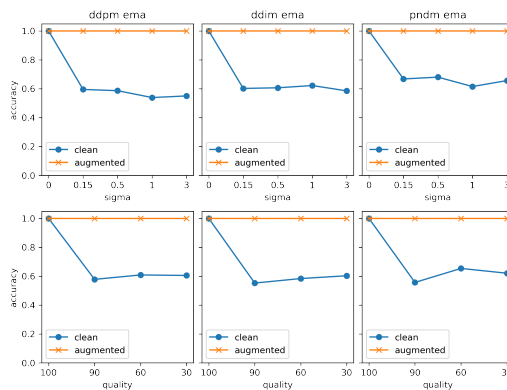 ddpm ema
ddim ema
pndm ema
1.0
0.8
0.6
0.4
0.2
0.0
accuracy
clean
augmented
0 0.15 0.5 1 3
sigma
clean
augmented
0 0.15 0.5 1 3
sigma
clean
augmented
0 0.15 0.5 1 3
sigma
1.0
0.8
0.6
0.4
0.2
0.0
accuracy
clean
augmented
100 90 60 30
quality
clean
augmented
100 90 60 30
quality
clean
augmented
100 90 60 30
quality